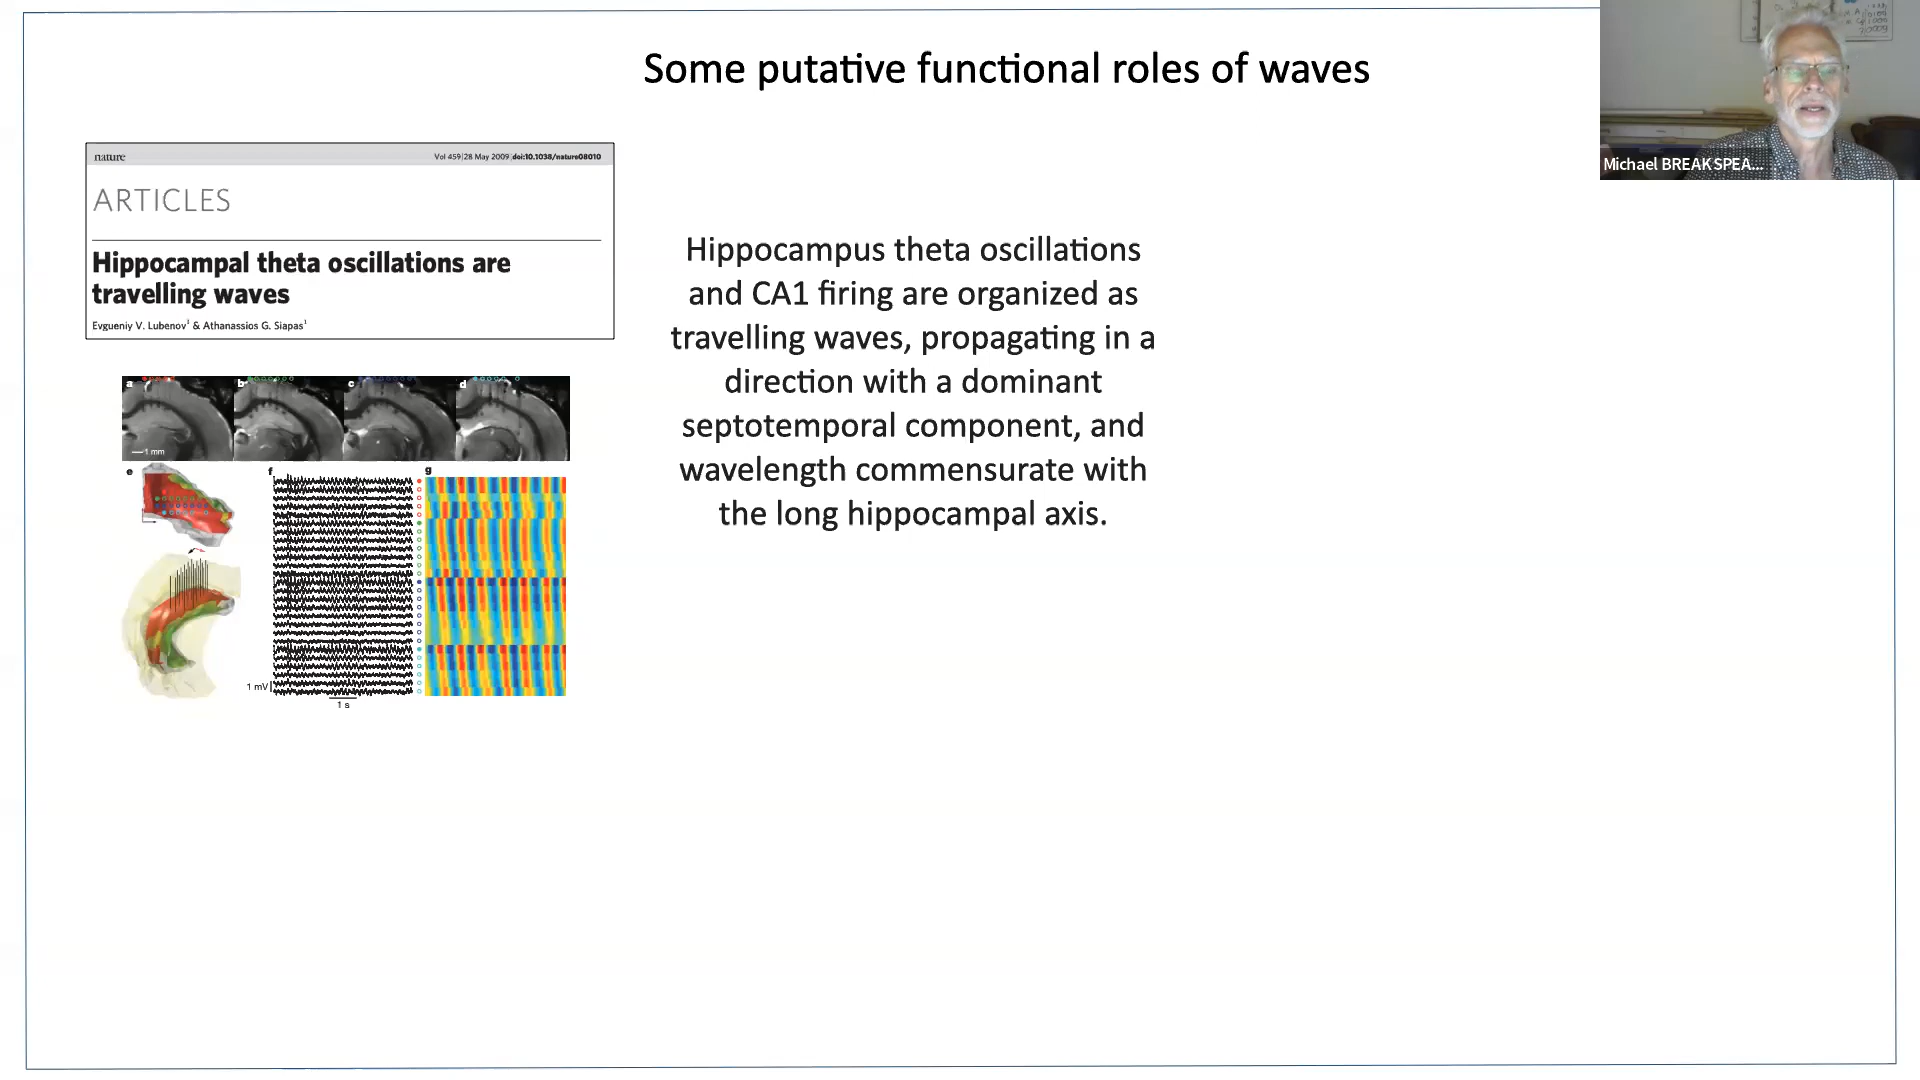 Some putative functional roles of waves
Michael BREAKSPEA...
nature
Vol 459|28 May 2009|doi:10.1038/nature08010
ARTICLES
Hippocampal theta oscillations are
travelling waves
Evgueniy V. Lubenov¹ & Athanassios G. Siapas¹
Hippocampus theta oscillations
and CA1 firing are organized as
travelling waves, propagating in a
direction with a dominant
septotemporal component, and
wavelength commensurate with
the long hippocampal axis.
a
b
c
d
1 mm
e
f
g
1 mV
1 s